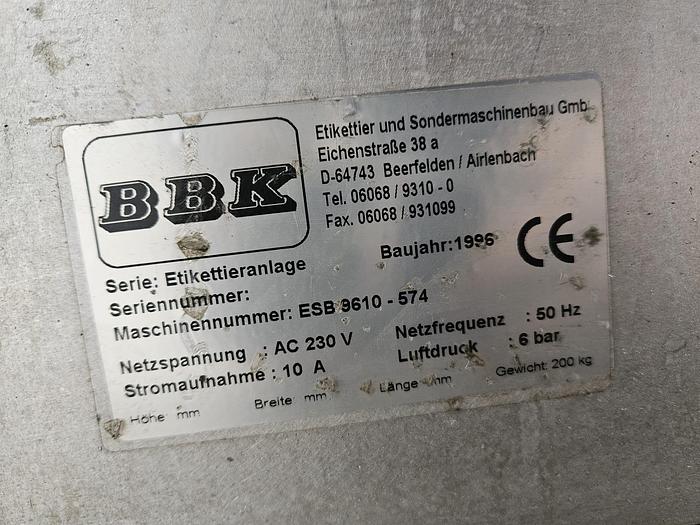 BBK
Etikettier und Sondermaschinenbau Gmb
Eichenstraße 38 a
D-64743 Beerfelden / Airlenbach
Tel. 06068 / 9310 - 0
Fax. 06068 / 931099
Baujahr:1996 CE
Serie: Etikettieranlage
Seriennummer:
Maschinennummer: ESB 9610 - 574
Netzspannung : AC 230 V Netzfrequenz : 50 Hz
Stromaufnahme : 10 A Luftdruck : 6 bar
Höhe mm Breite mm Länge mm Gewicht: 200 kg